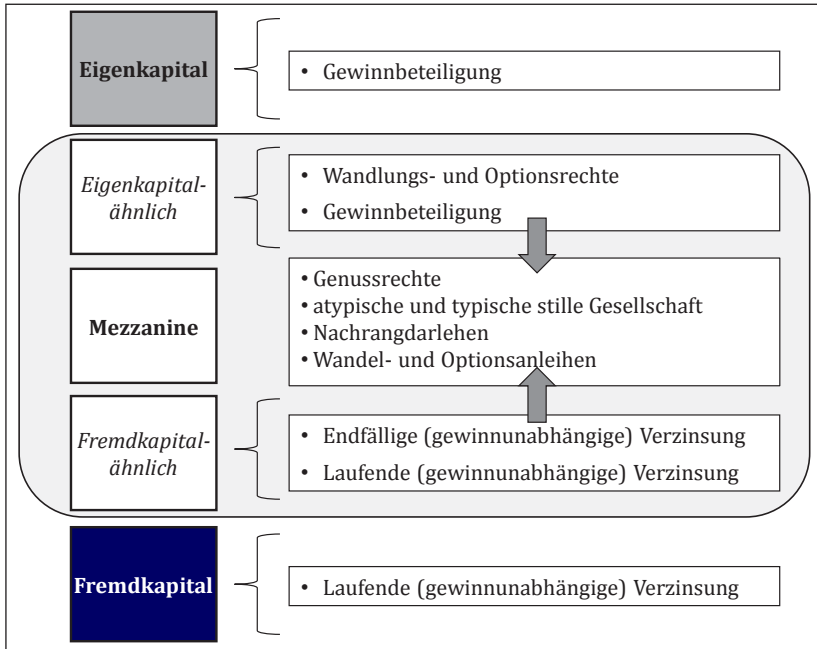 Eigenkapital
• Gewinnbeteiligung
Eigenkapital-
ähnlich
• Wandlungs- und Optionsrechte
• Gewinnbeteiligung
Mezzanine
• Genussrechte
• atypische und typische stille Gesellschaft
• Nachrangdarlehen
• Wandel- und Optionsanleihen
Fremdkapital-
ähnlich
• Endfällige (gewinnunabhängige) Verzinsung
• Laufende (gewinnunabhängige) Verzinsung
Fremdkapital
• Laufende (gewinnunabhängige) Verzinsung